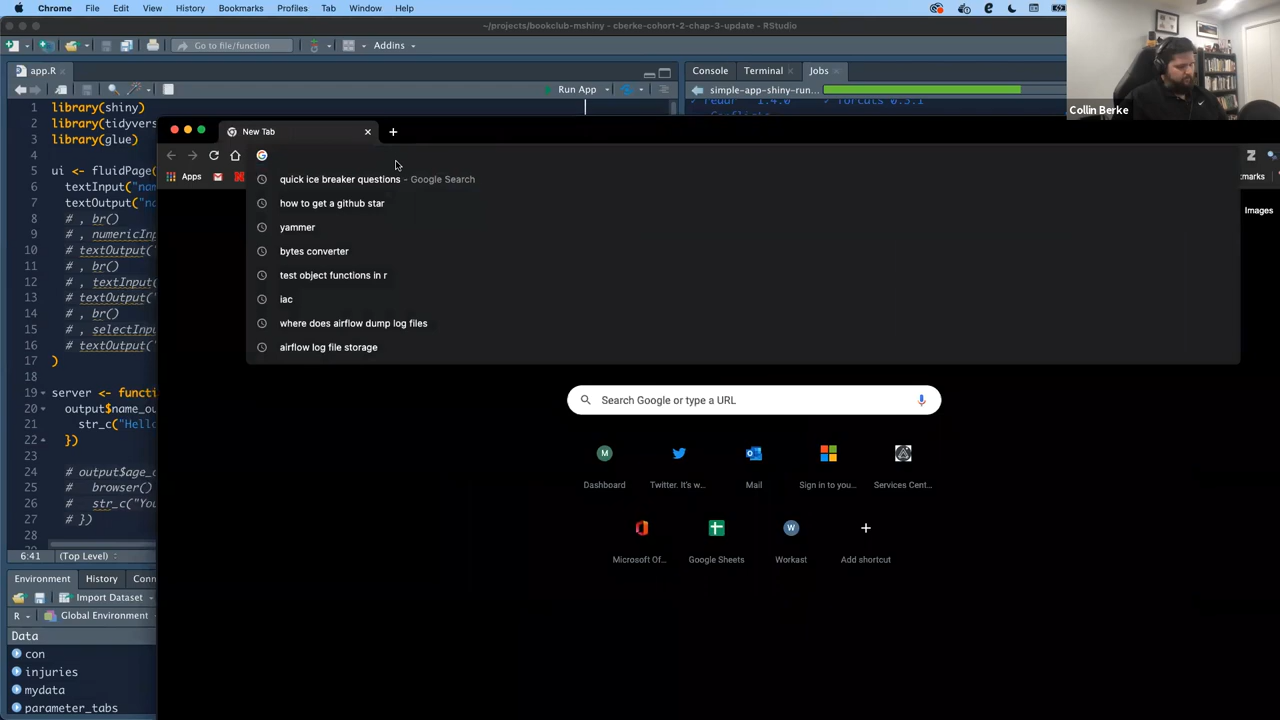 Chrome File Edit View History Bookmarks Profiles Tab Window Help
~/projects/bookclub-mshiny - cberke-cohort-2-chap-3-update - RStudio
Go to file/function Addins
app.R
Console Terminal Jobs
Run App
simple-app-shiny-run...
Collin Berke
1 library(shiny)
2 library(tidyvers
3 library(glue)
4
5 ui <- fluidPage(
6 textInput("nam
7 textOutput("na
8 # , br()
9 # , numericInp
10 # textOutput("
11 # , br()
12 # , textInput(
13 # textOutput("
14 # , br()
15 # , selectInpu
16 # textOutput("
17 )
18
19 server <- functi
20 output$name_ou
21 str_c("Hello
22 })
23
24 # output$age_o
25 # browser()
26 # str_c("You
27 # })
28
6:41 (Top Level)
Environment History Conn
Import Dataset
R Global Environment
Data
con
injuries
mydata
parameter_tabs
New Tab
Apps
quick ice breaker questions - Google Search
how to get a github star
yammer
bytes converter
test object functions in r
iac
where does airflow dump log files
airflow log file storage
Images
Search Google or type a URL
M
Dashboard Twitter. It's w... Mail Sign in to you... Services Cent...
W
Microsoft Of... Google Sheets Workast Add shortcut